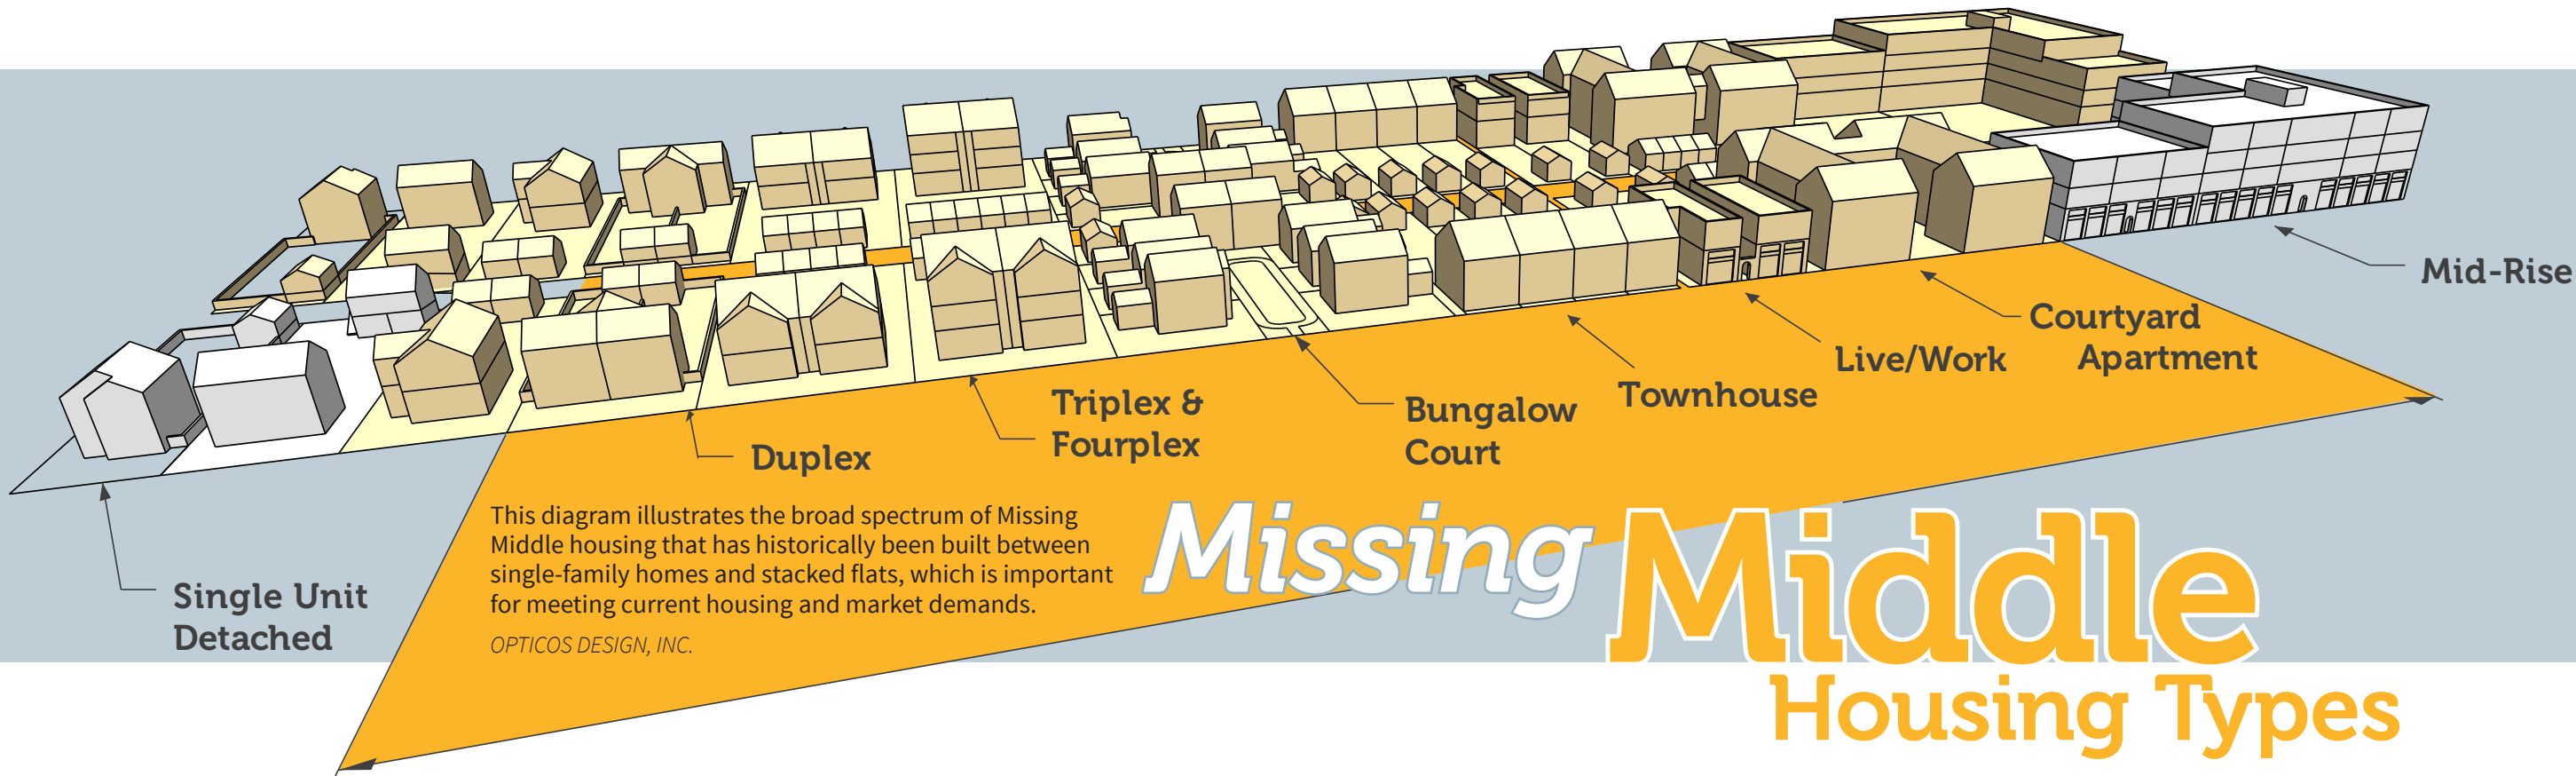 Mid-Rise
Courtyard
Apartment
Live/Work
Townhouse
Bungalow
Court
Triplex &
Fourplex
Duplex
Single Unit
Detached
This diagram illustrates the broad spectrum of Missing
Middle housing that has historically been built between
single-family homes and stacked flats, which is important
for meeting current housing and market demands.
OPTICOS DESIGN, INC.
Missing Middle
Housing Types